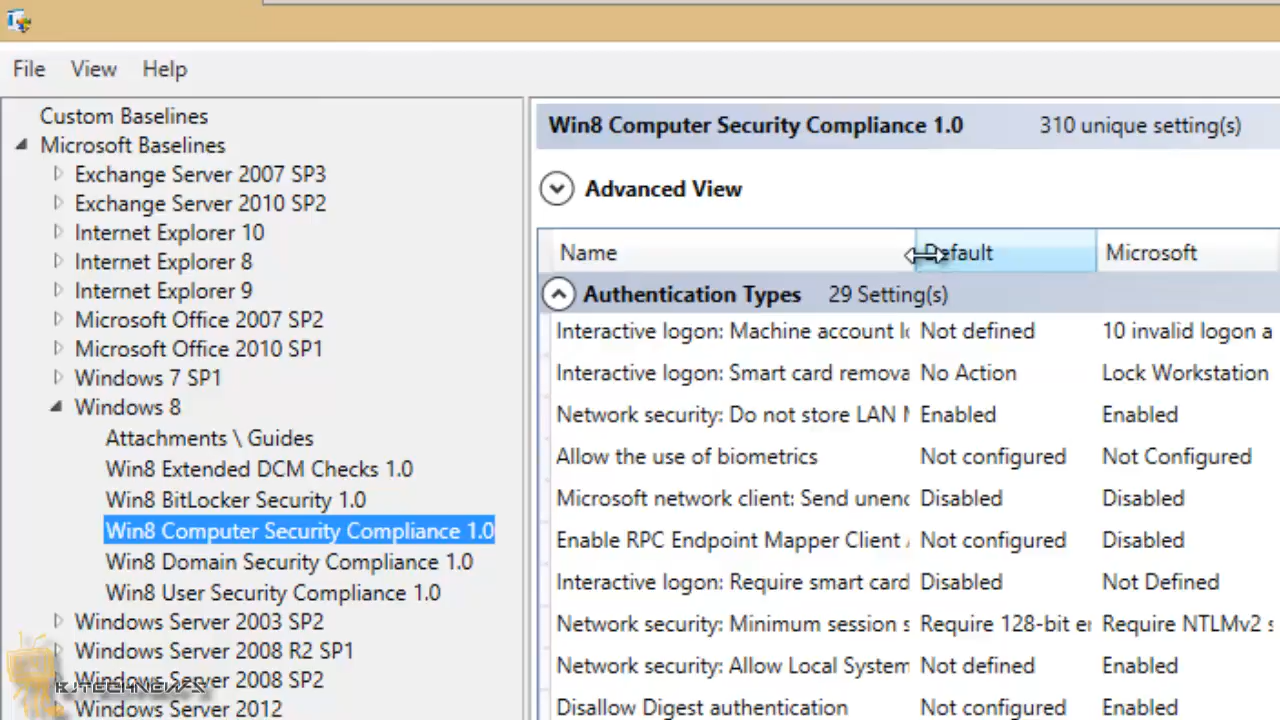 File View Help
Custom Baselines
Microsoft Baselines
Exchange Server 2007 SP3
Exchange Server 2010 SP2
Internet Explorer 10
Internet Explorer 8
Internet Explorer 9
Microsoft Office 2007 SP2
Microsoft Office 2010 SP1
Windows 7 SP1
Windows 8
Attachments \ Guides
Win8 Extended DCM Checks 1.0
Win8 BitLocker Security 1.0
Win8 Computer Security Compliance 1.0
Win8 Domain Security Compliance 1.0
Win8 User Security Compliance 1.0
Windows Server 2003 SP2
Windows Server 2008 R2 SP1
Windows Server 2008 SP2
Windows Server 2012
BJTECHNEWS
Win8 Computer Security Compliance 1.0 310 unique setting(s)
Advanced View
Name Default Microsoft
Authentication Types 29 Setting(s)
Interactive logon: Machine account lo Not defined 10 invalid logon a
Interactive logon: Smart card remova No Action Lock Workstation
Network security: Do not store LAN M Enabled Enabled
Allow the use of biometrics Not configured Not Configured
Microsoft network client: Send unenc Disabled Disabled
Enable RPC Endpoint Mapper Client Not configured Disabled
Interactive logon: Require smart card Disabled Not Defined
Network security: Minimum session s Require 128-bit er Require NTLMv2 s
Network security: Allow Local System Not defined Enabled
Disallow Digest authentication Not configured Enabled